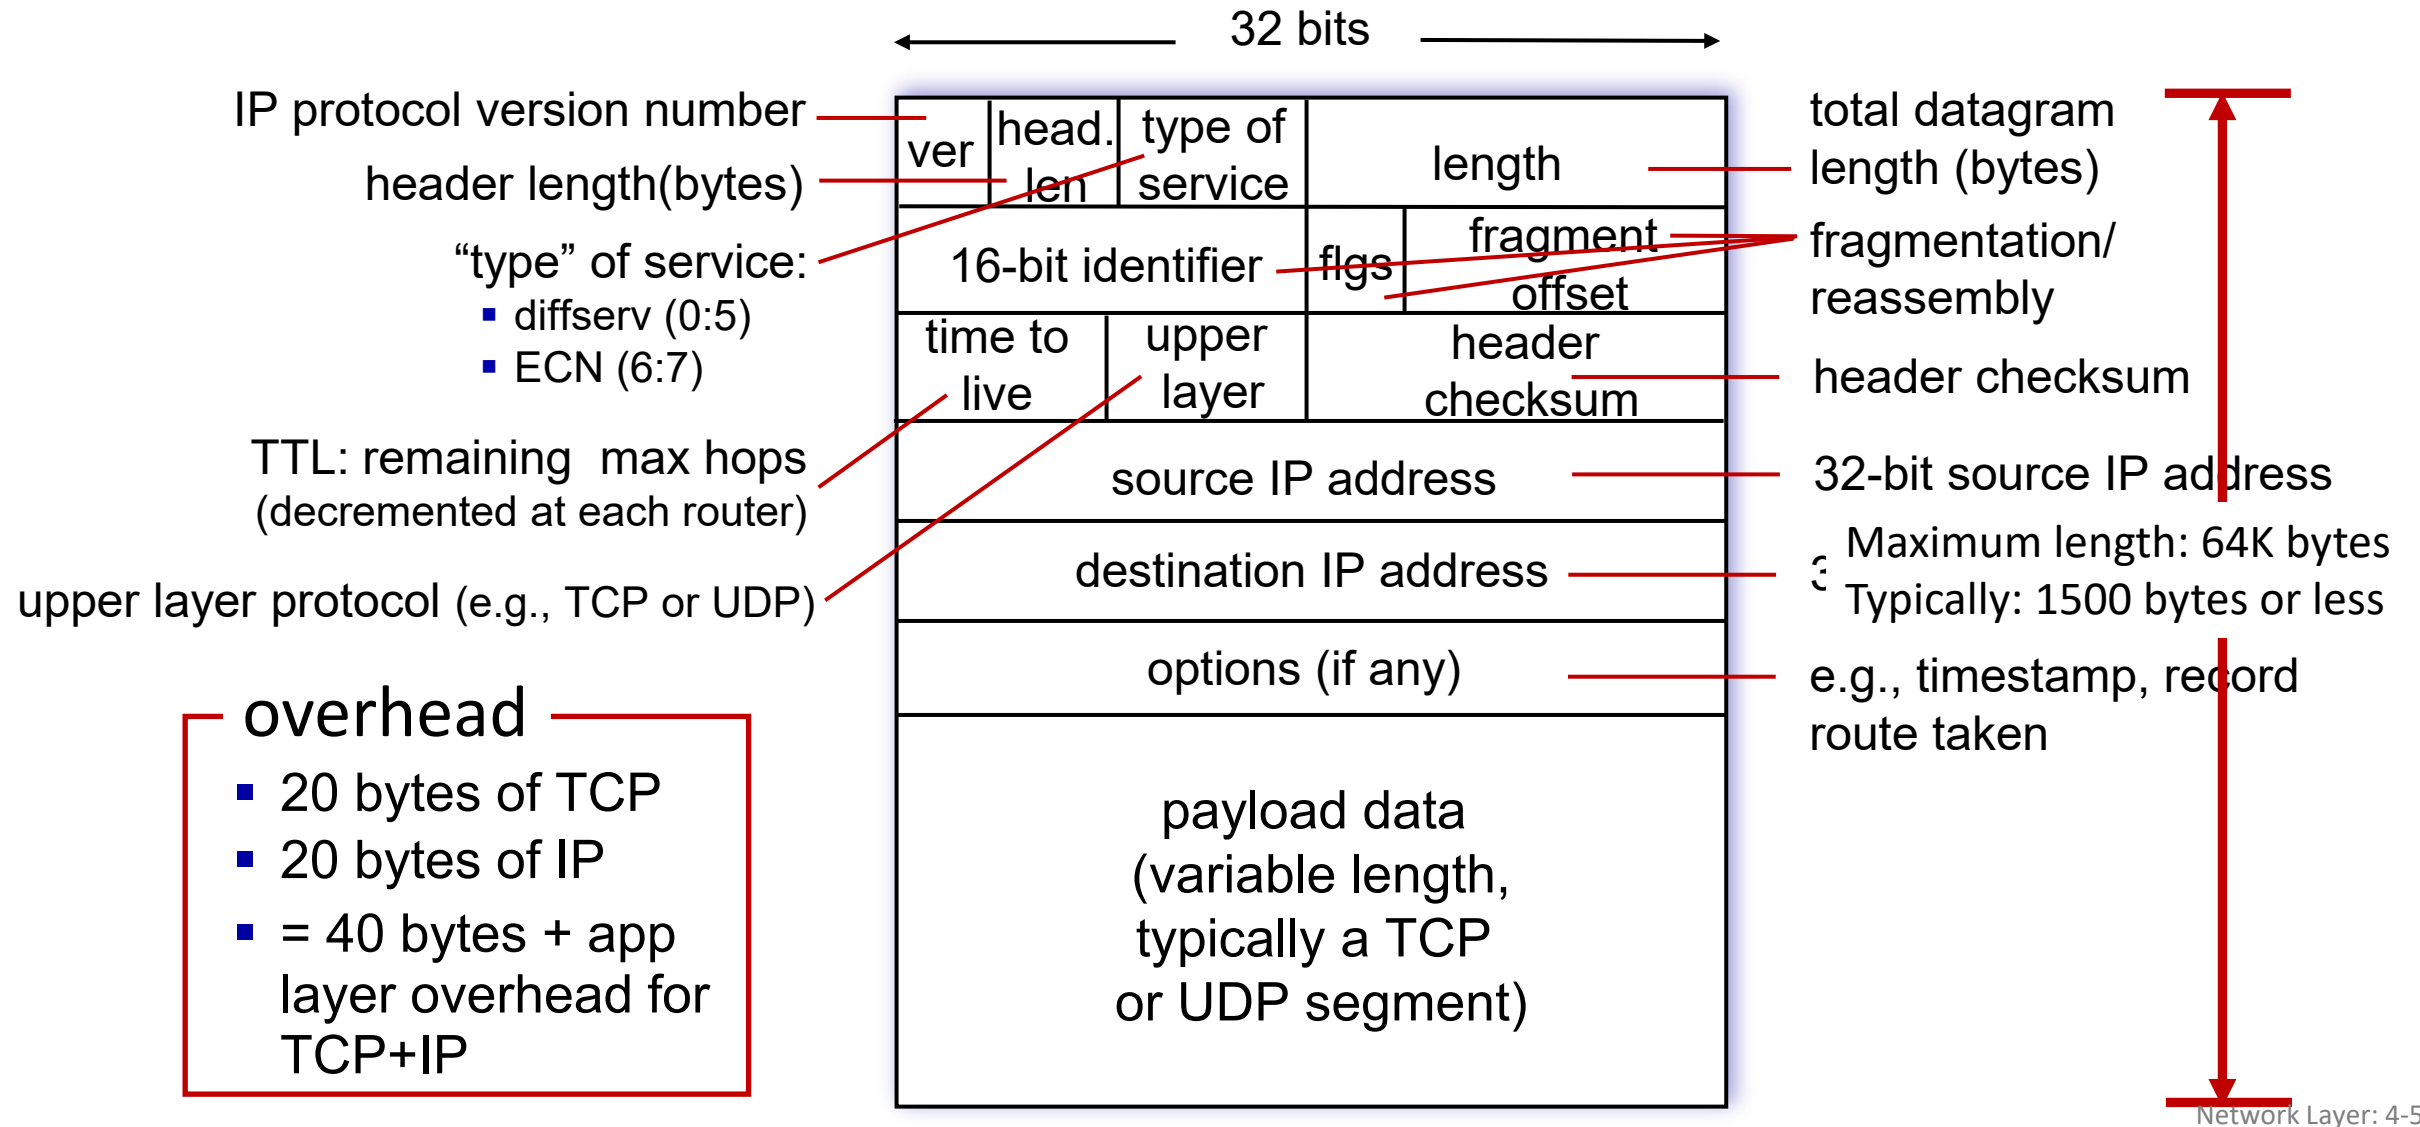 32 bits
IP protocol version number
header length(bytes)
“type” of service:
▪ diffserv (0:5)
▪ ECN (6:7)
TTL: remaining  max hops
(decremented at each router)
upper layer protocol (e.g., TCP or UDP)
overhead
▪ 20 bytes of TCP
▪ 20 bytes of IP
▪ = 40 bytes + app
layer overhead for
TCP+IP
ver
head.
len
type of
service
length
16-bit identifier
flgs
fragment
offset
time to
live
upper
layer
header
checksum
source IP address
destination IP address
options (if any)
payload data
(variable length,
typically a TCP
or UDP segment)
total datagram
length (bytes)
fragmentation/
reassembly
header checksum
32-bit source IP address
Maximum length: 64K bytes
Typically: 1500 bytes or less
e.g., timestamp, record
route taken
Network Layer: 4-5